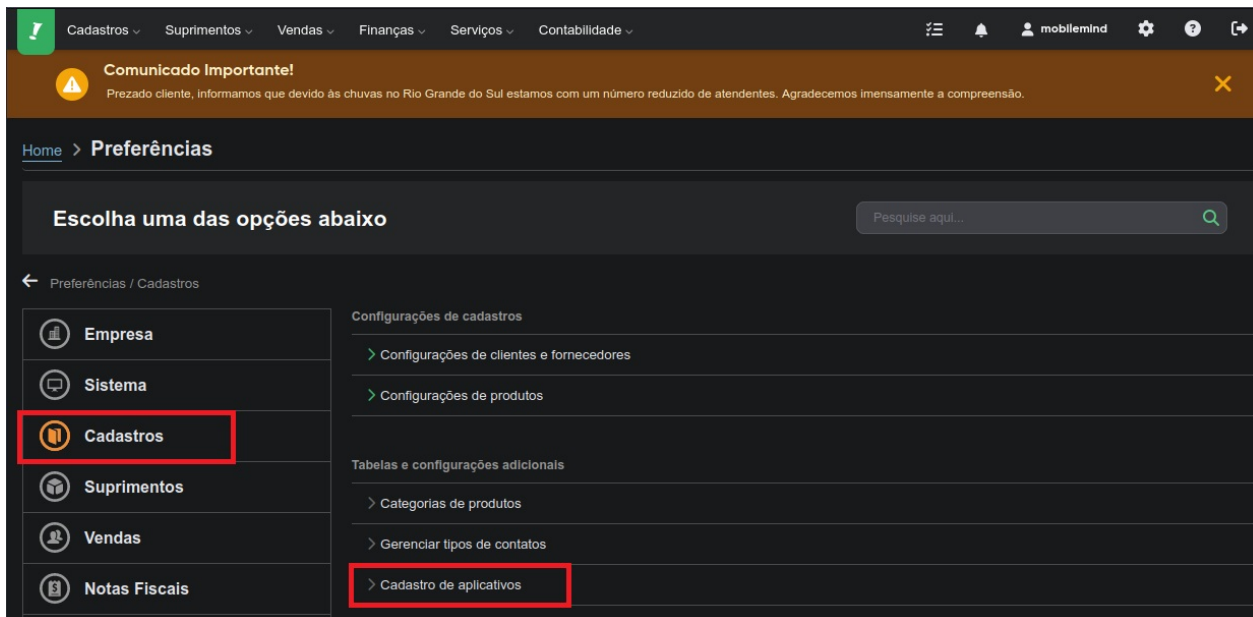 Cadastros Suprimentos Vendas Finanças Serviços Contabilidade mobilemind
Comunicado Importante!
Prezado cliente, informamos que devido às chuvas no Rio Grande do Sul estamos com um número reduzido de atendentes. Agradecemos imensamente a compreensão.
Home > Preferências
Escolha uma das opções abaixo
Pesquise aqui...
Preferências / Cadastros
Empresa
Sistema
Cadastros
Suprimentos
Vendas
Notas Fiscais
Configurações de cadastros
Configurações de clientes e fornecedores
Configurações de produtos
Tabelas e configurações adicionais
Categorias de produtos
Gerenciar tipos de contatos
Cadastro de aplicativos